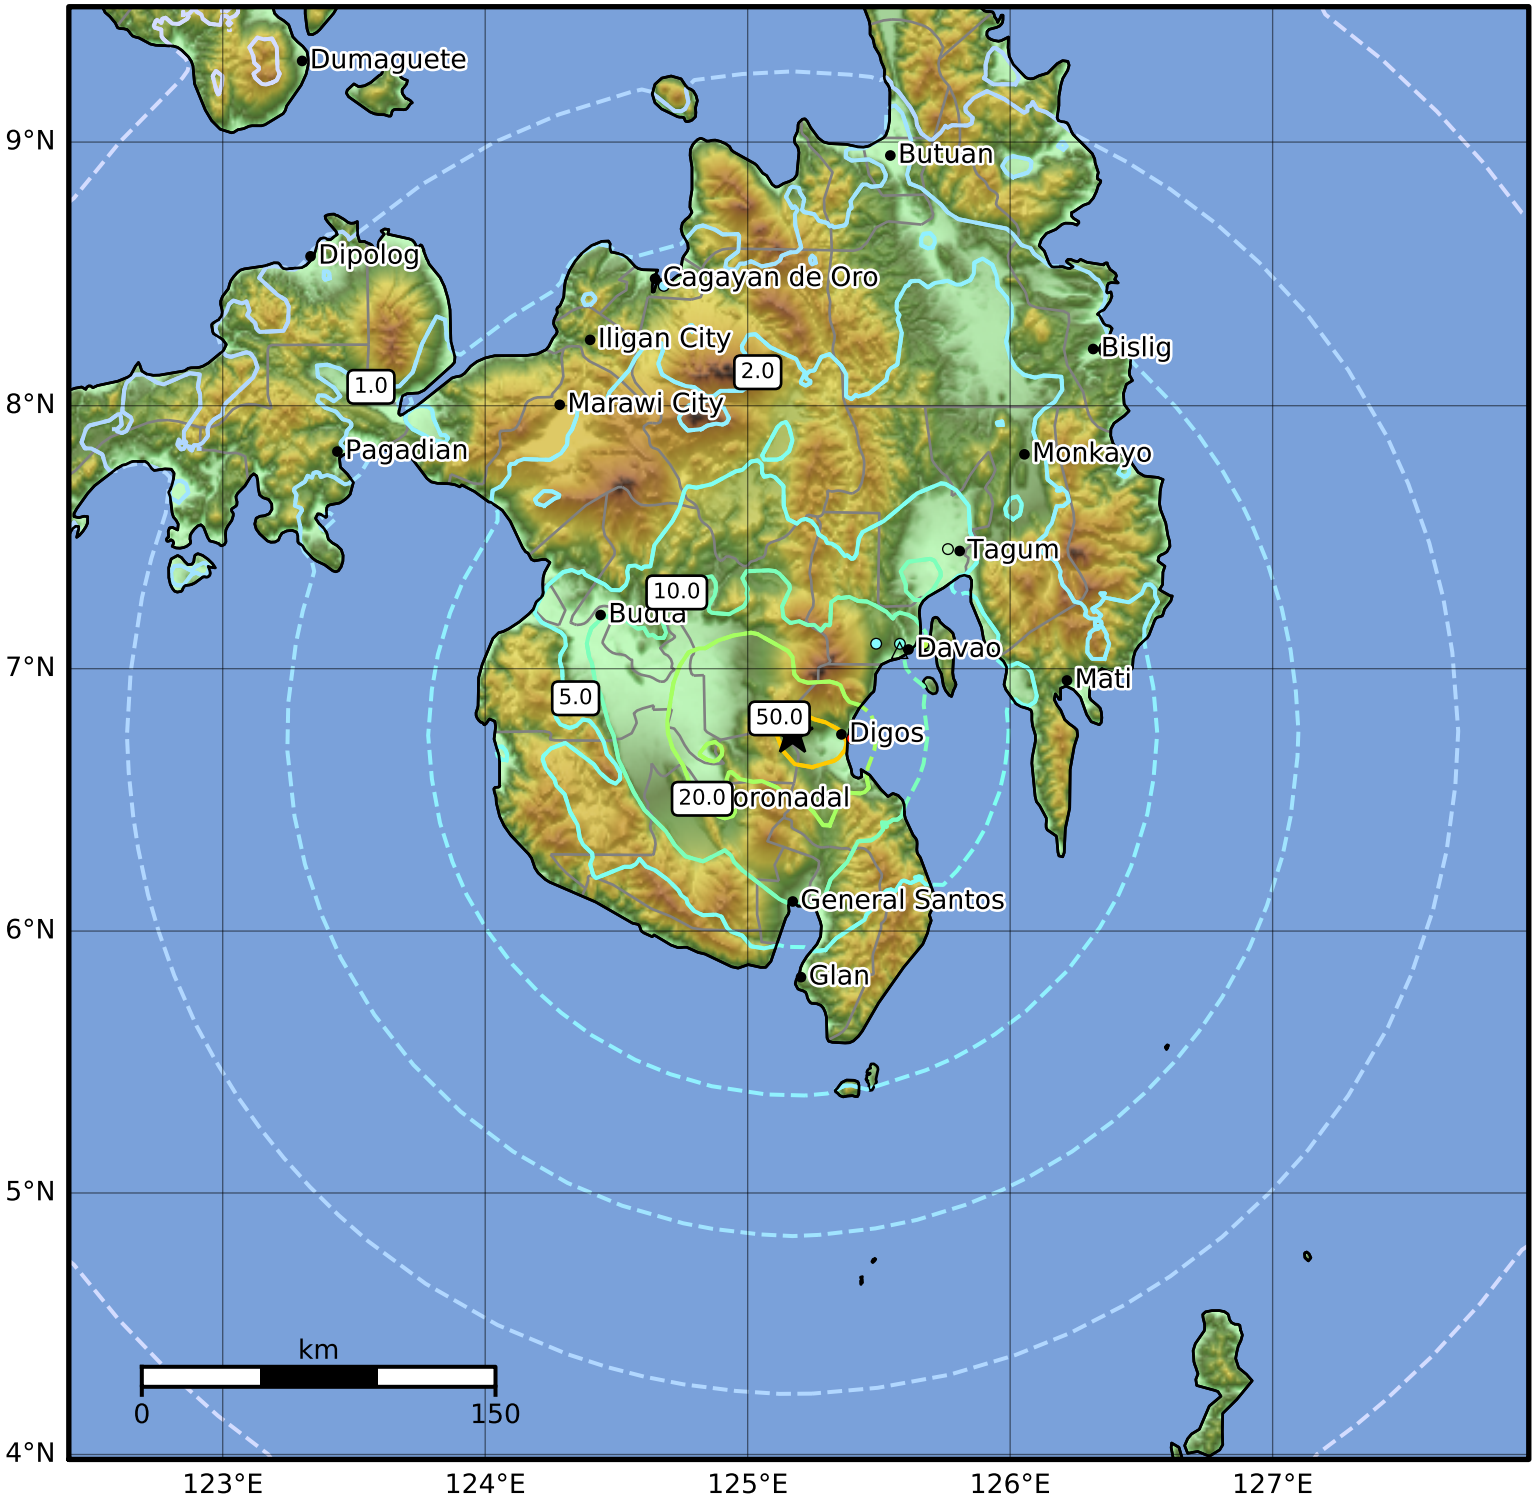 Dumaguete
9°N
Butuan
Dipolog
Cagayan de Oro
Iligan City
Bislig
2.0
1.0
8°N
Marawi City
Pagadian
Monkayo
Tagum
10.0
Budta
Davao
7°N
Mati
5.0
50.0
Digos
20.0
oronadal
General Santos
6°N
Glan
5°N
km
0
150
4°N
123°E
124°E
125°E
126°E
127°E